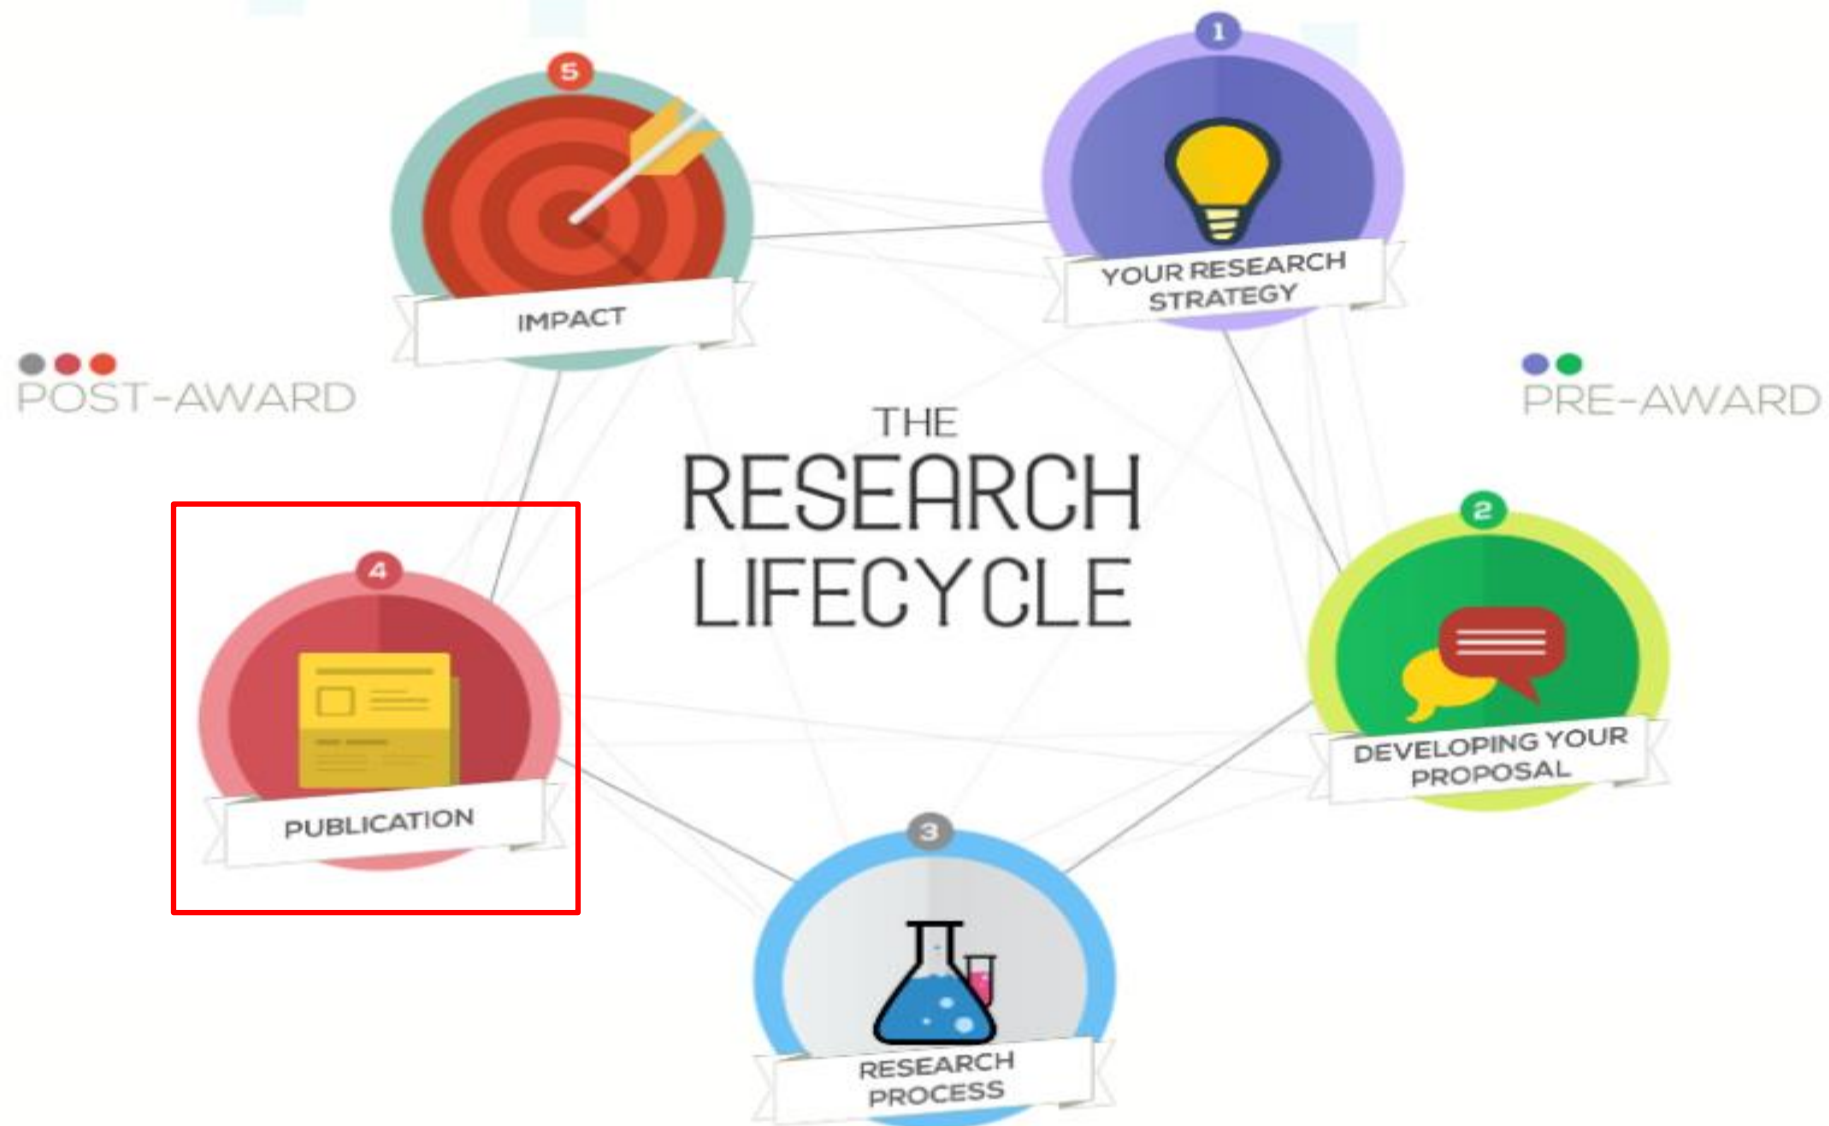 5
IMPACT
1
YOUR RESEARCH
STRATEGY
POST-AWARD
PRE-AWARD
THE
RESEARCH
LIFECYCLE
4
PUBLICATION
2
DEVELOPING YOUR
PROPOSAL
3
RESEARCH
PROCESS